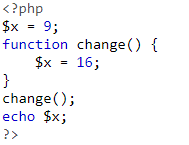 <?php
$x = 9;
function change() {
    $x = 16;
}
change();
echo $x;
?>